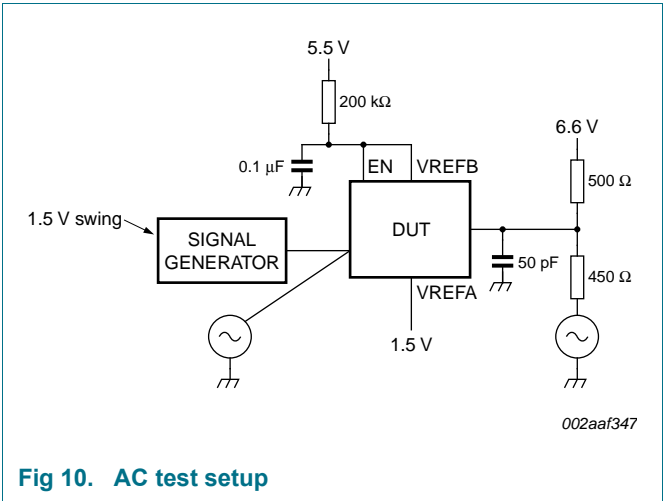 5.5 V
200 kΩ
6.6 V
0.1 μF
EN
VREFB
500 Ω
1.5 V swing
SIGNAL
GENERATOR
DUT
50 pF
450 Ω
VREFA
1.5 V
002aaf347
Fig 10. AC test setup